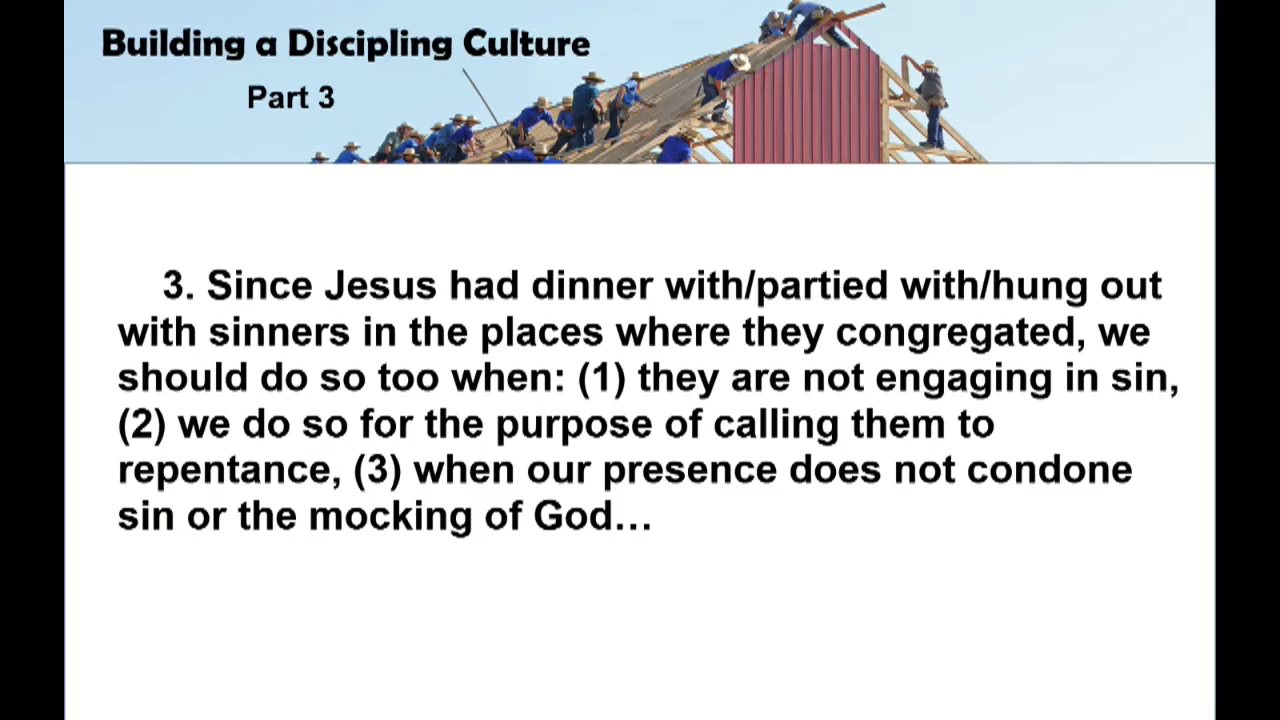 Building a Discipling Culture
Part 3
3. Since Jesus had dinner with/partied with/hung out
with sinners in the places where they congregated, we
should do so too when: (1) they are not engaging in sin,
(2) we do so for the purpose of calling them to
repentance, (3) when our presence does not condone
sin or the mocking of God…